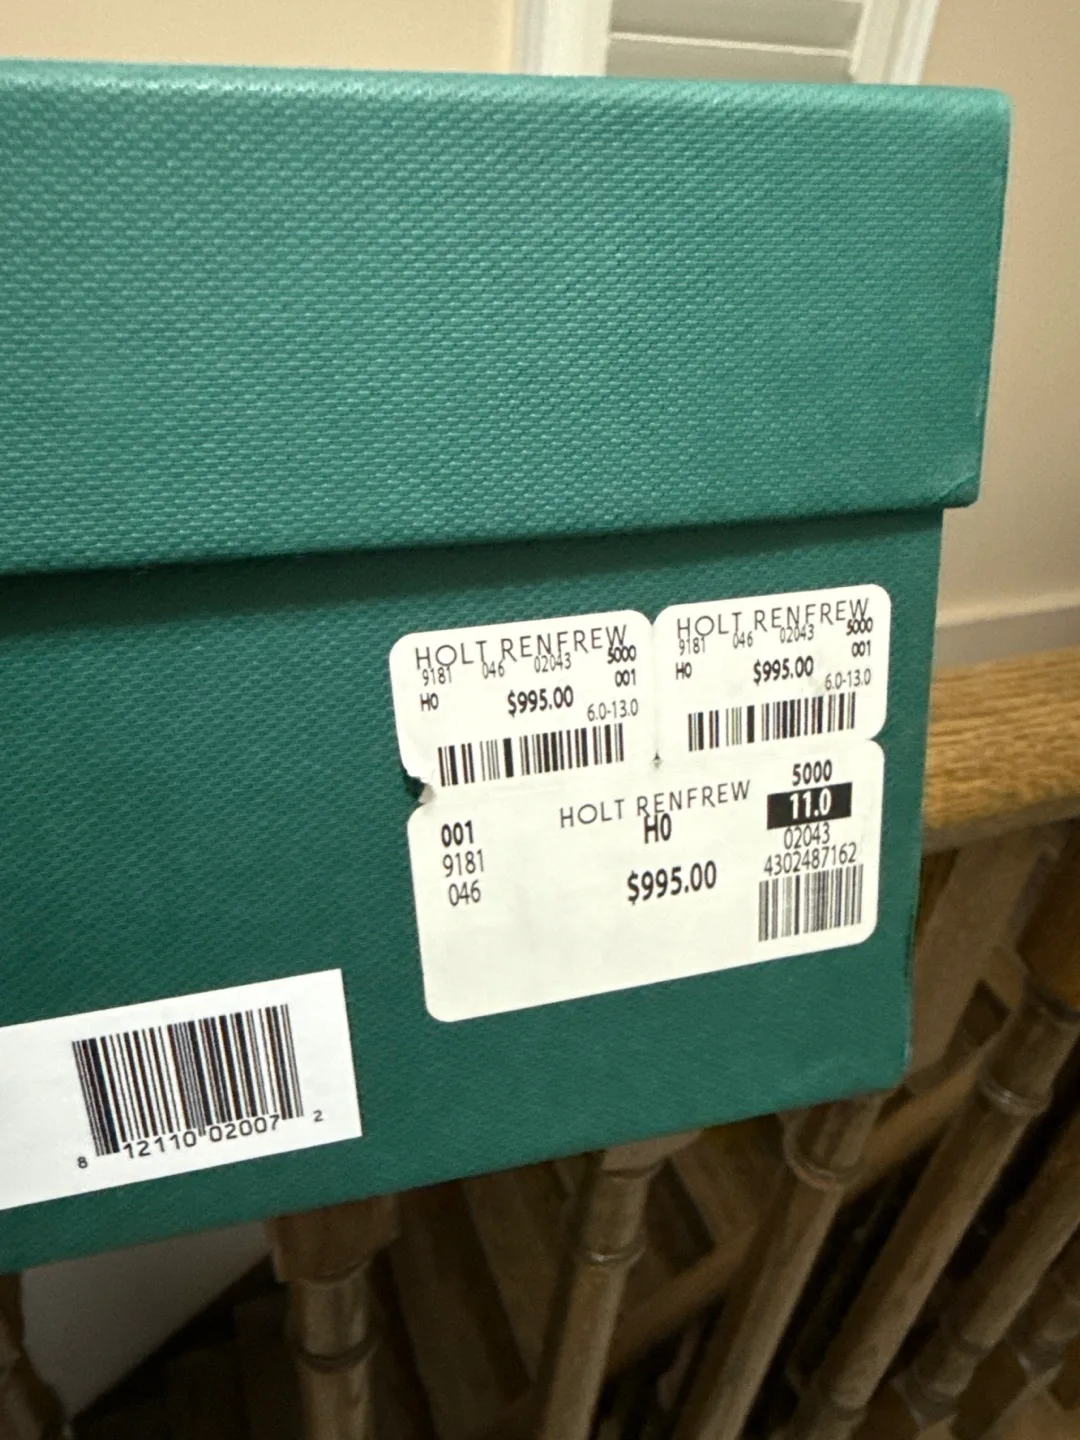 HOLT RENFREW
9181 046 02043 5000
001
H0 $995.00
6.0-13.0
HOLT RENFREW
9181 046 02043 5000
001
H0 $995.00
6.0-13.0
HOLT RENFREW
H0
$995.00
001
9181
046
5000
11.0
02043
4302487162
8 12110 02007 2